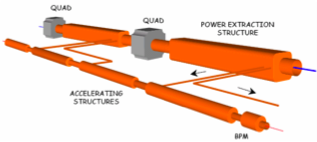 QUAD
QUAD
POWER EXTRACTION
STRUCTURE
ACCELERATING
STRUCTURES
BPM